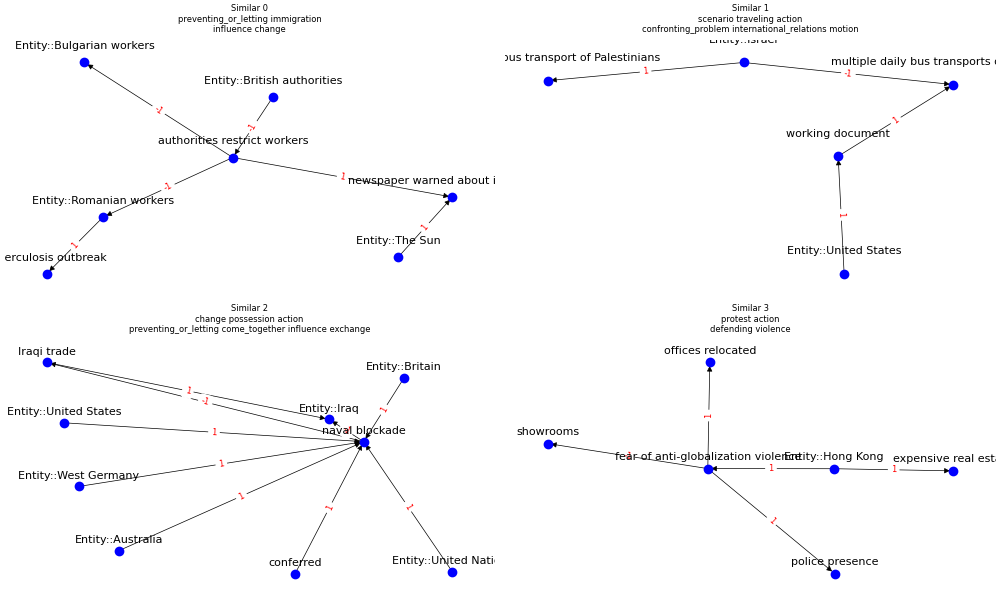 Similar 0
preventing_or_letting immigration
influence change
Entity::Bulgarian workers
Entity::British authorities
authorities restrict workers
newspaper warned about i
Entity::Romanian workers
Entity::The Sun
erculosis outbreak
-1
-1
-1
1
1
1
Similar 1
scenario traveling action
confronting_problem international_relations motion
Entity::Israel
bus transport of Palestinians
multiple daily bus transports
working document
Entity::United States
1
-1
1
1
Similar 2
change possession action
preventing_or_letting come_together influence exchange
Iraqi trade
Entity::Britain
Entity::Iraq
Entity::United States
naval blockade
Entity::West Germany
Entity::Australia
conferred
Entity::United Nati
1
-1
1
1
1
1
1
1
Similar 3
protest action
defending violence
offices relocated
showrooms
fear of anti-globalization violence
Entity::Hong Kong
expensive real esta
police presence
1
1
1
1